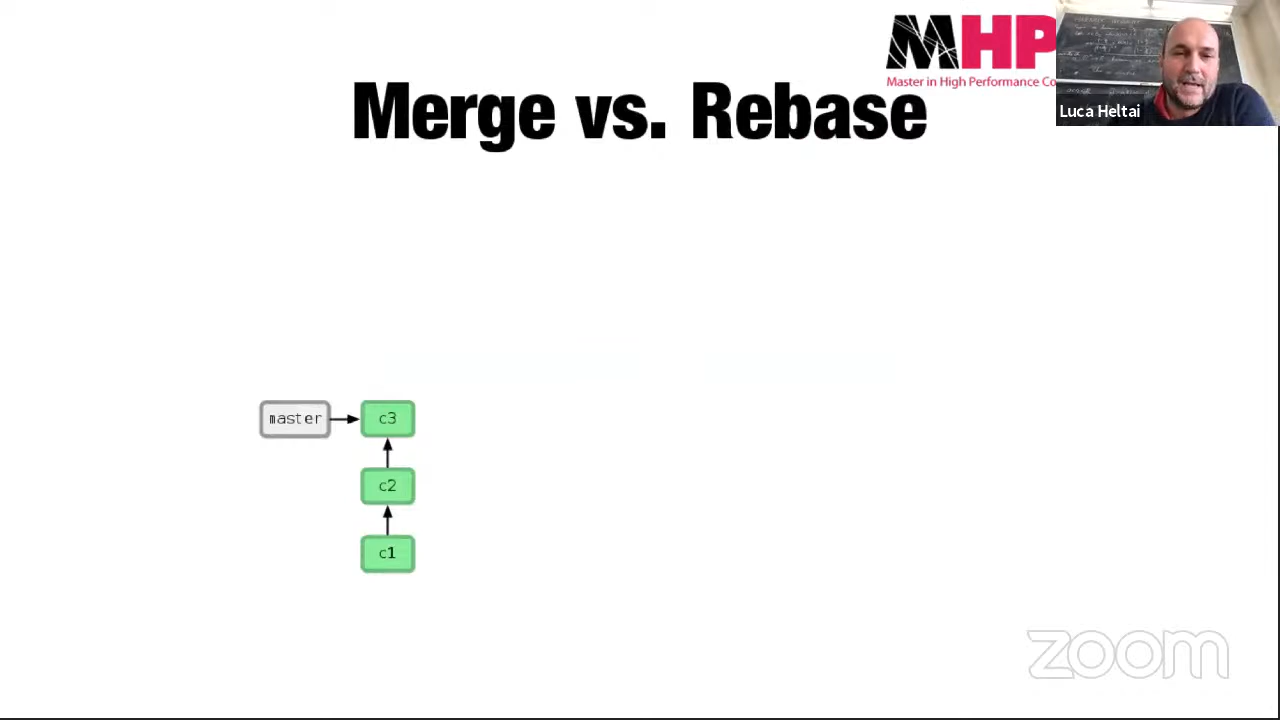 MHP
Master in High Performance Co
Luca Heltai
Merge vs. Rebase
master
c3
c2
c1
zoom